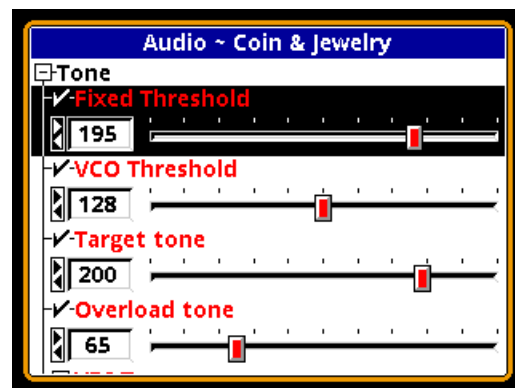 Audio ~ Coin & Jewelry
Tone
Fixed Threshold
195
VCO Threshold
128
Target tone
200
Overload tone
65